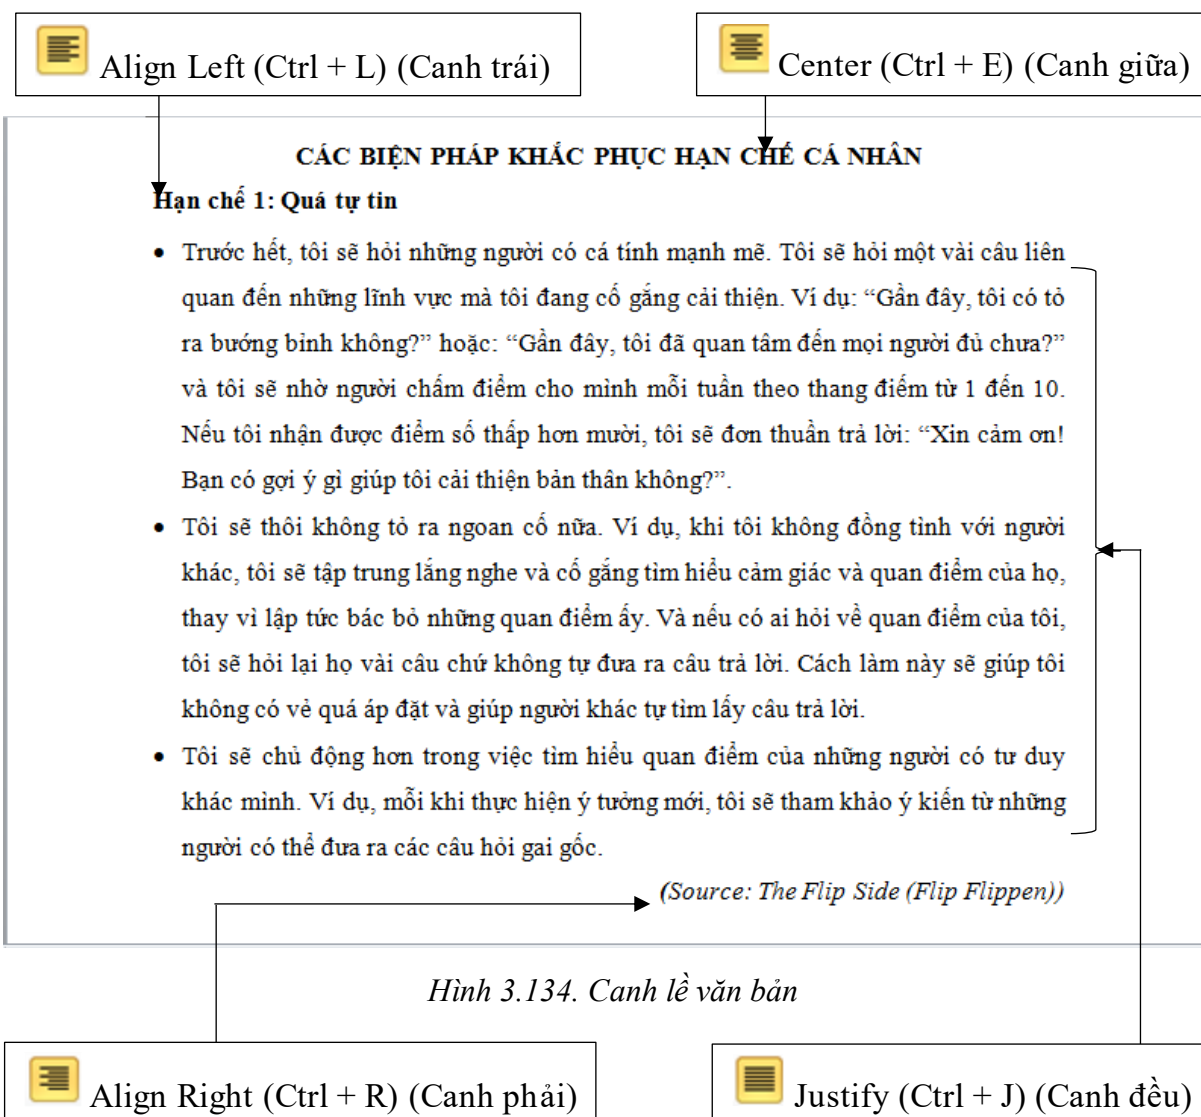 Align Left (Ctrl + L) (Canh trái)
Center (Ctrl + E) (Canh giữa)
CÁC BIỆN PHÁP KHẮC PHỤC HẠN CHẾ CÁ NHÂN
Hạn chế 1: Quá tự tin
• Trước hết, tôi sẽ hỏi những người có cá tính mạnh mẽ. Tôi sẽ hỏi một vài câu liên
quan đến những lĩnh vực mà tôi đang cố gắng cải thiện. Ví dụ: “Gần đây, tôi có tỏ
ra bướng bỉnh không?” hoặc: “Gần đây, tôi đã quan tâm đến mọi người đủ chưa?”
và tôi sẽ nhờ người chấm điểm cho mình mỗi tuần theo thang điểm từ 1 đến 10.
Nếu tôi nhận được điểm số thấp hơn mười, tôi sẽ đơn thuần trả lời: “Xin cảm ơn!
Bạn có gợi ý gì giúp tôi cải thiện bản thân không?”.
• Tôi sẽ thôi không tỏ ra ngoan cố nữa. Ví dụ, khi tôi không đồng tình với người
khác, tôi sẽ tập trung lắng nghe và cố gắng tìm hiểu cảm giác và quan điểm của họ,
thay vì lập tức bác bỏ những quan điểm ấy. Và nếu có ai hỏi về quan điểm của tôi,
tôi sẽ hỏi lại họ vài câu chứ không tự đưa ra câu trả lời. Cách làm này sẽ giúp tôi
không có vẻ quá áp đặt và giúp người khác tự tìm lấy câu trả lời.
• Tôi sẽ chủ động hơn trong việc tìm hiểu quan điểm của những người có tư duy
khác mình. Ví dụ, mỗi khi thực hiện ý tưởng mới, tôi sẽ tham khảo ý kiến từ những
người có thể đưa ra các câu hỏi gai gốc.
(Source: The Flip Side (Flip Flippen))
Hình 3.134. Canh lề văn bản
Align Right (Ctrl + R) (Canh phải)
Justify (Ctrl + J) (Canh đều)